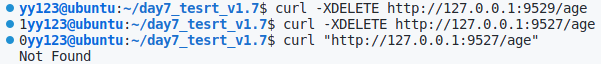 yy123@ubuntu:~/day7_tesrt_v1.7$ curl -XDELETE http://127.0.0.1:9529/age
1yy123@ubuntu:~/day7_tesrt_v1.7$ curl -XDELETE http://127.0.0.1:9527/age
0yy123@ubuntu:~/day7_tesrt_v1.7$ curl "http://127.0.0.1:9527/age"
Not Found